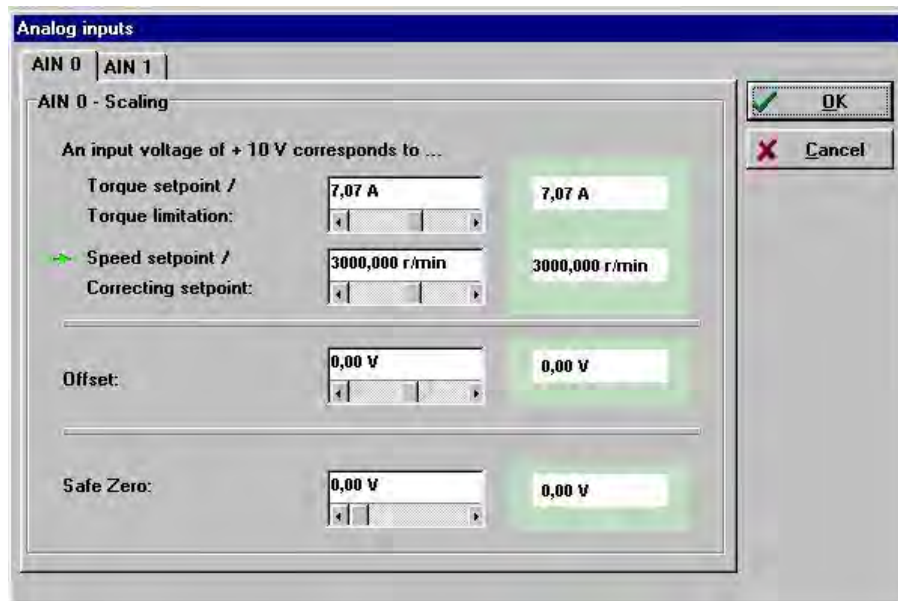 Analog inputs
AIN 0 AIN 1
AIN 0 - Scaling
OK
Cancel
An input voltage of + 10 V corresponds to ...
Torque setpoint /
Torque limitation:
7,07 A
7,07 A
Speed setpoint /
Correcting setpoint:
3000,000 r/min
3000,000 r/min
Offset:
0,00 V
0,00 V
Safe Zero:
0,00 V
0,00 V